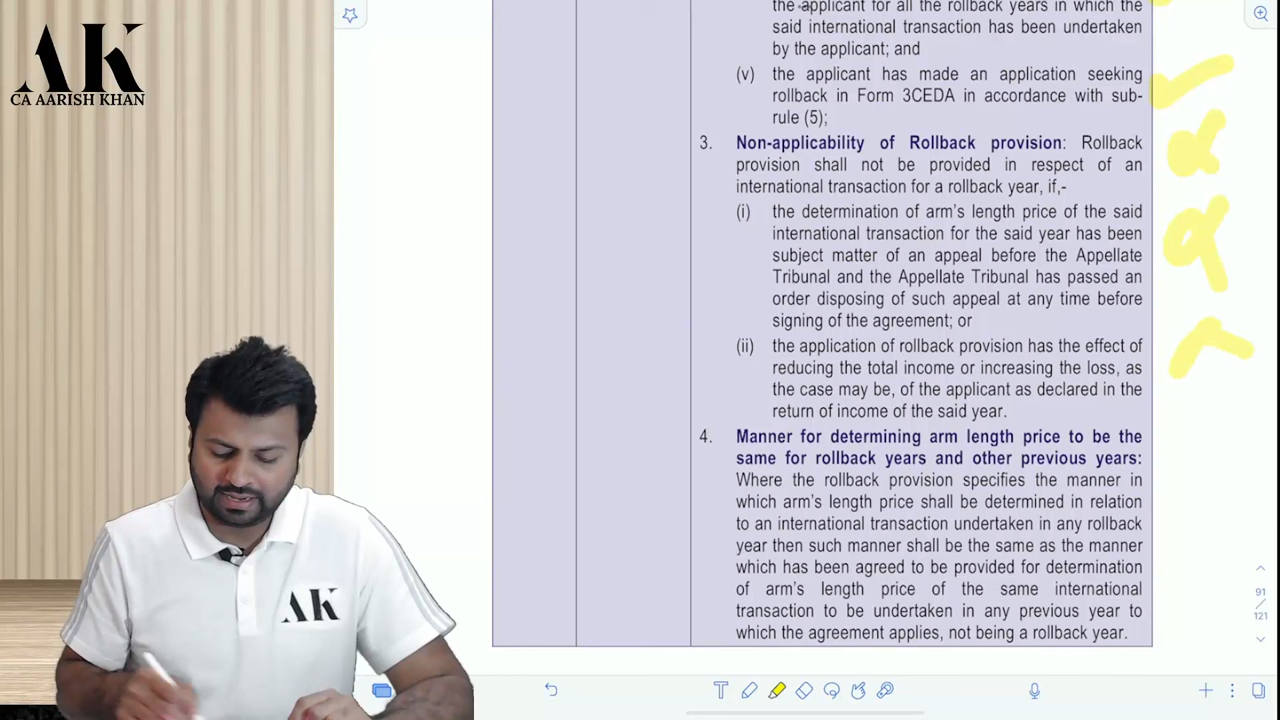 AK
CA AARISH KHAN
AK
the applicant for all the rollback years in which the
said international transaction has been undertaken
by the applicant; and
(v) the applicant has made an application seeking
rollback in Form 3CEDA in accordance with sub-
rule (5);
3. Non-applicability of Rollback provision: Rollback
provision shall not be provided in respect of an
international transaction for a rollback year, if,-
(i) the determination of arm's length price of the said
international transaction for the said year has been
subject matter of an appeal before the Appellate
Tribunal and the Appellate Tribunal has passed an
order disposing of such appeal at any time before
signing of the agreement; or
(ii) the application of rollback provision has the effect of
reducing the total income or increasing the loss, as
the case may be, of the applicant as declared in the
return of income of the said year.
4. Manner for determining arm length price to be the
same for rollback years and other previous years:
Where the rollback provision specifies the manner in
which arm's length price shall be determined in relation
to an international transaction undertaken in any rollback
year then such manner shall be the same as the manner
which has been agreed to be provided for determination
of arm's length price of the same international
transaction to be undertaken in any previous year to
which the agreement applies, not being a rollback year.
91
/
121
T